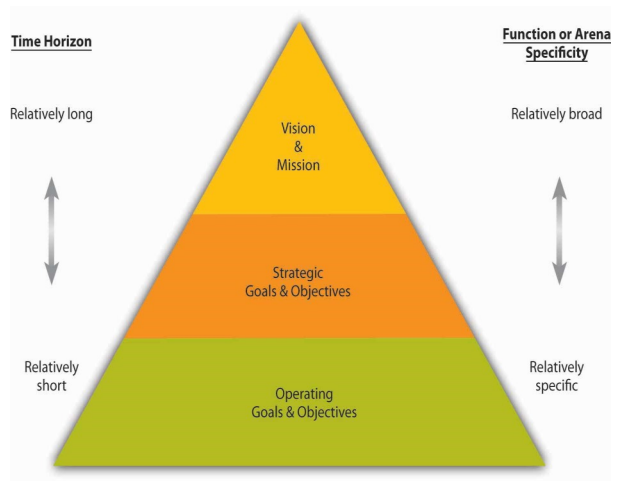 Time Horizon
Function or Arena
Specificity
Relatively long
Relatively broad
Vision
&
Mission
Strategic
Goals & Objectives
Relatively
short
Relatively
specific
Operating
Goals & Objectives